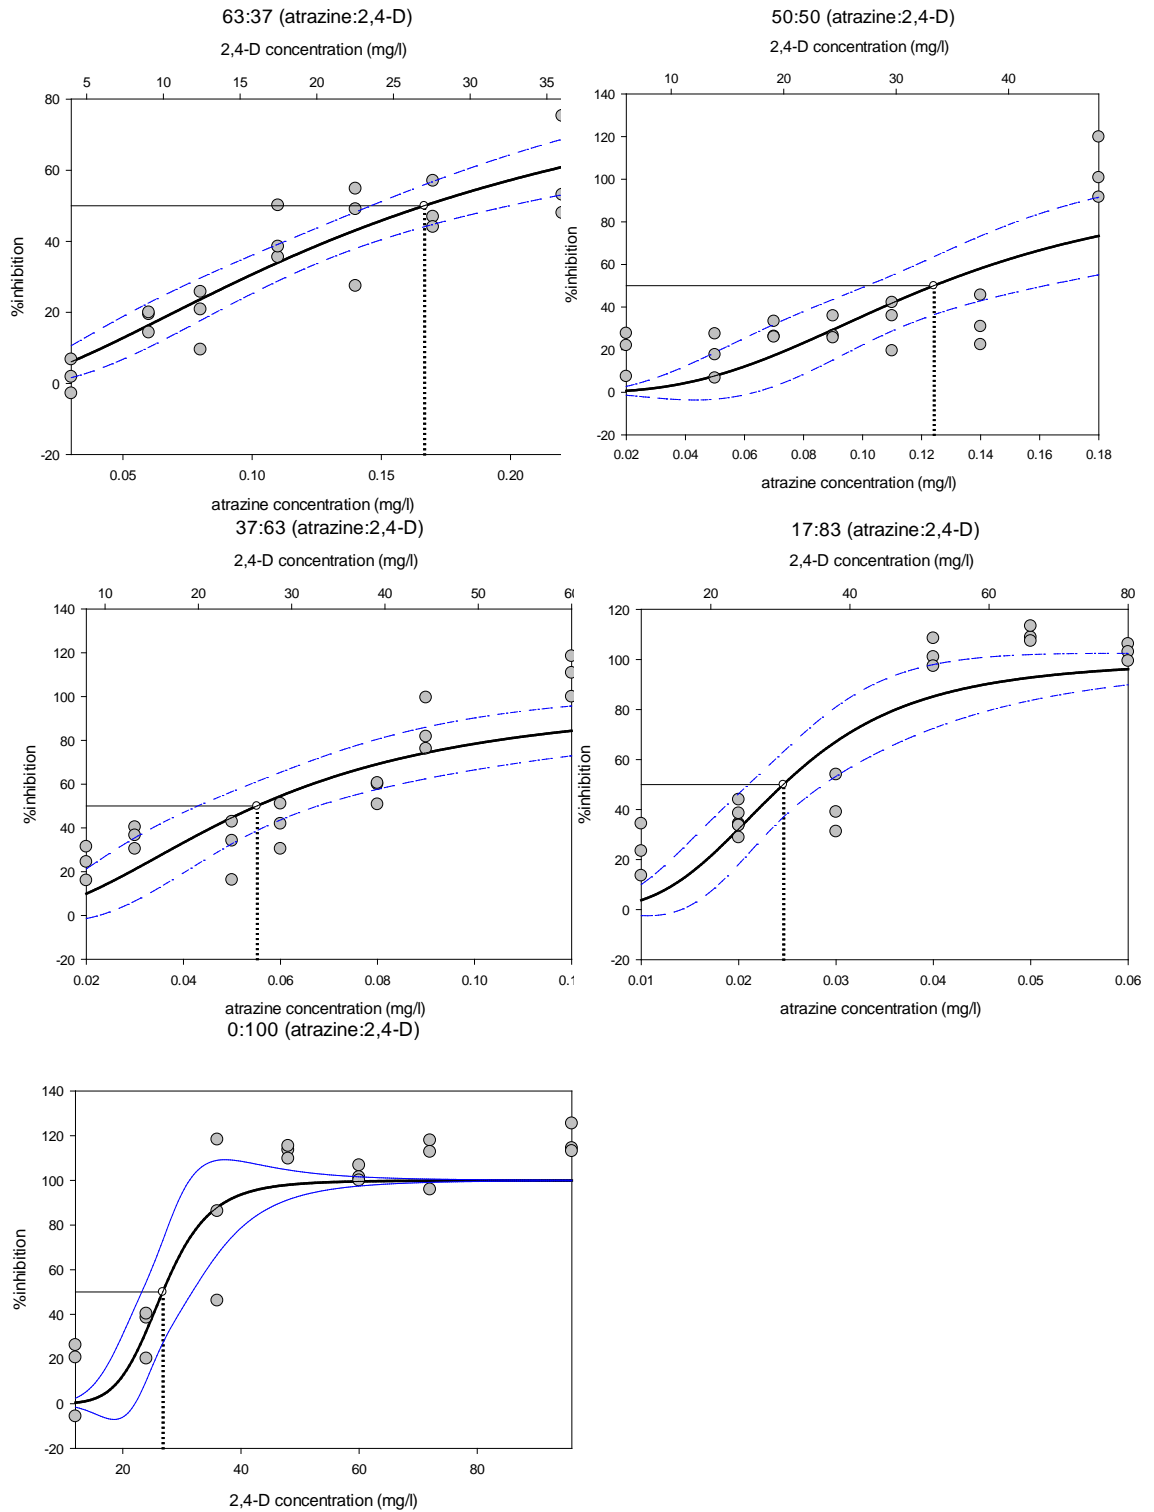 63:37 (atrazine:2,4-D)
2,4-D concentration (mg/l)
5 10 15 20 25 30 35
80
60
40
20
0
-20
%inhibition
0.05 0.10 0.15 0.20
atrazine concentration (mg/l)
50:50 (atrazine:2,4-D)
2,4-D concentration (mg/l)
10 20 30 40
140
120
100
80
60
40
20
0
-20
%inhibition
0.02 0.04 0.06 0.08 0.10 0.12 0.14 0.16 0.18
atrazine concentration (mg/l)
37:63 (atrazine:2,4-D)
2,4-D concentration (mg/l)
10 20 30 40 50 60
140
120
100
80
60
40
20
0
-20
%inhibition
0.02 0.04 0.06 0.08 0.10 0.1
atrazine concentration (mg/l)
17:83 (atrazine:2,4-D)
2,4-D concentration (mg/l)
20 40 60 80
120
100
80
60
40
20
0
-20
%inhibition
0.01 0.02 0.03 0.04 0.05 0.06
atrazine concentration (mg/l)
0:100 (atrazine:2,4-D)
140
120
100
80
60
40
20
0
-20
%inhibition
20 40 60 80
2,4-D concentration (mg/l)